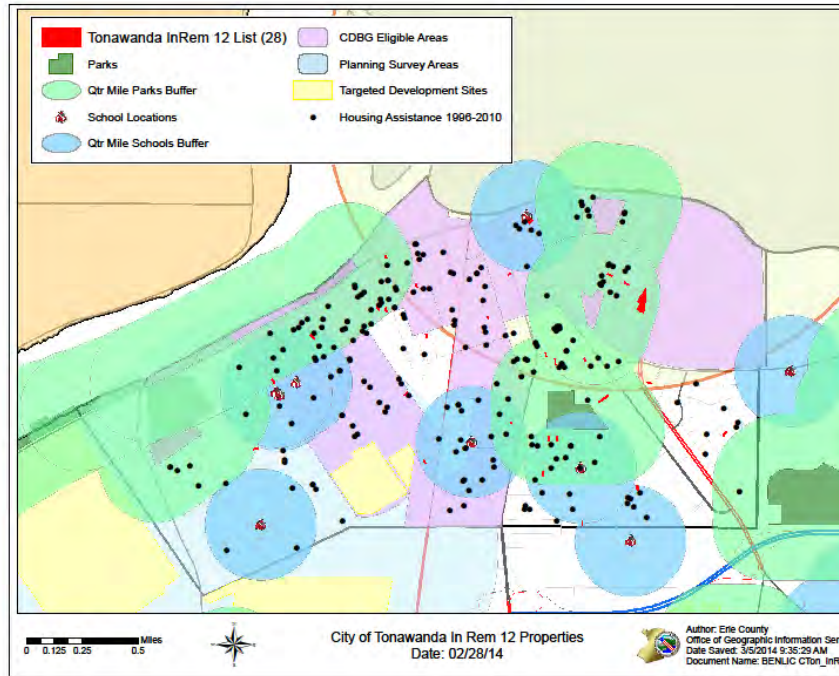 Tonawanda InRem 12 List (28)
Parks
Qtr Mile Parks Buffer
School Locations
Qtr Mile Schools Buffer
CDBG Eligible Areas
Planning Survey Areas
Targeted Development Sites
Housing Assistance 1996-2010
Miles
0 0.125 0.25 0.5
City of Tonawanda In Rem 12 Properties
Date: 02/28/14
Author: Erie County
Office of Geographic Information Ser
Date Saved: 3/5/2014 9:35:29 AM
Document Name: BENLIC CTon_InR